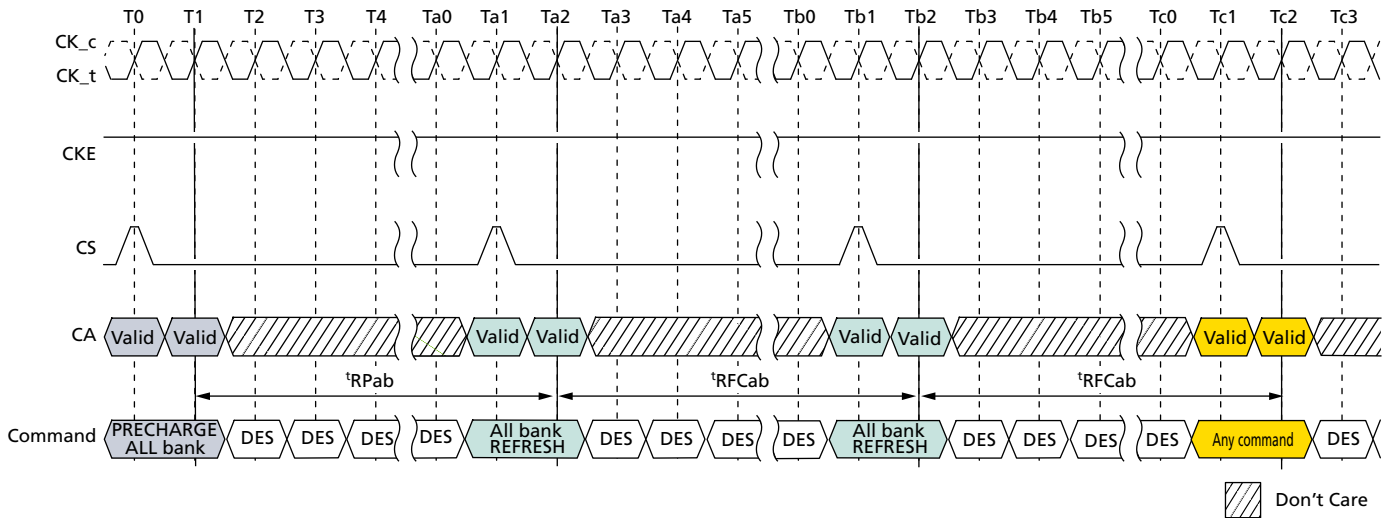 T0 T1 T2 T3 T4 Ta0 Ta1 Ta2 Ta3 Ta4 Ta5 Tb0 Tb1 Tb2 Tb3 Tb4 Tb5 Tc0 Tc1 Tc2 Tc3
CK_c
CK_t
CKE
CS
CA Valid Valid Valid Valid Valid Valid Valid Valid
tRPab tRFCab tRFCab
Command PRECHARGE ALL bank DES DES DES DES All bank REFRESH DES DES DES DES All bank REFRESH DES DES DES DES Any command DES
Don't Care